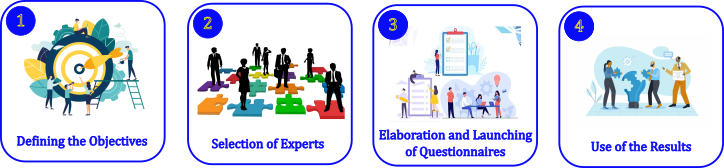 1
Defining the Objectives
2
Selection of Experts
3
Elaboration and Launching
of Questionnaires
4
Use of the Results